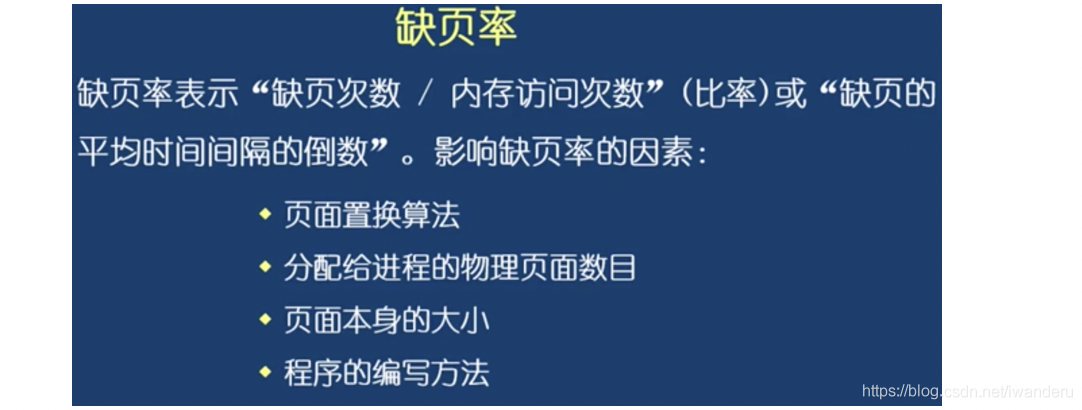 缺页率
缺页率表示“缺页次数 / 内存访问次数”(比率)或“缺页的
平均时间间隔的倒数”。影响缺页率的因素:
页面置换算法
分配给进程的物理页面数目
页面本身的大小
程序的编写方法
https://blog.csdn.net/iwanderu